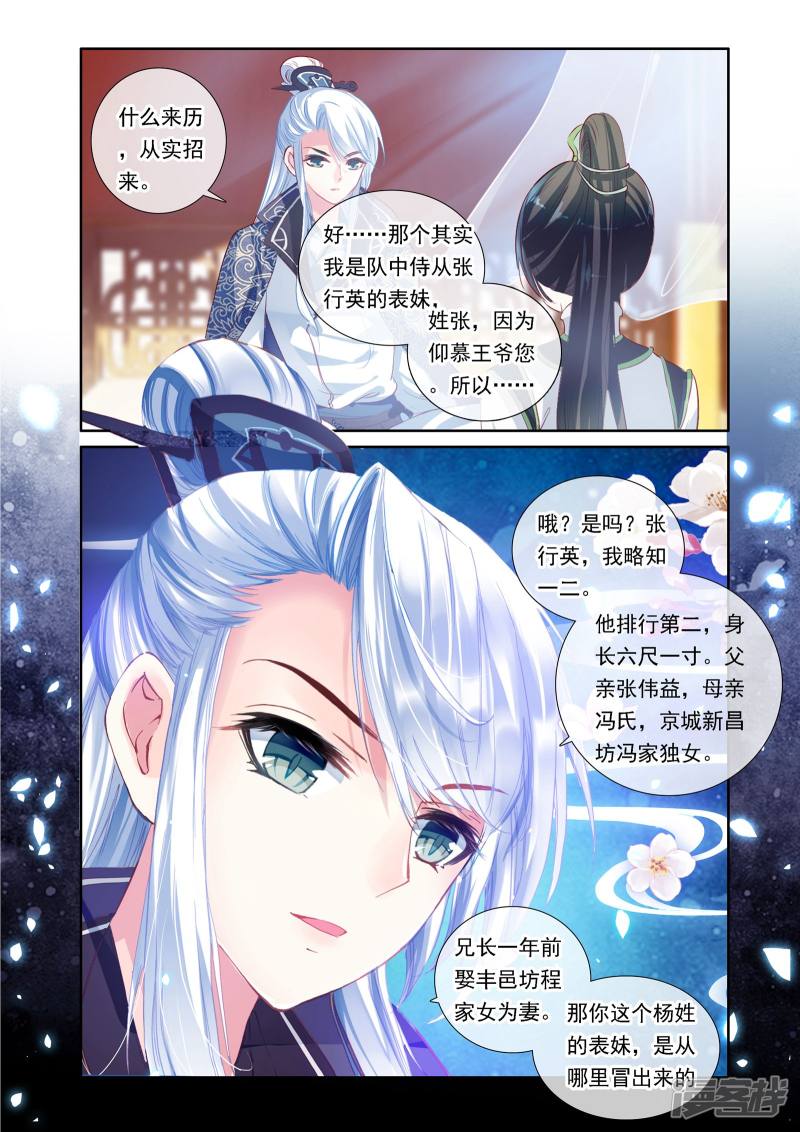 什么来历
，从实招
来。
好……那个其实
我是队中侍从张
行英的表妹，
姓张，因为
仰慕王爷您
。所以……
哦？是吗？张
行英，我略知
一二。
他排行第二，身
长六尺一寸。父
亲张伟益，母亲
冯氏，京城新昌
坊冯家独女。
兄长一年前
娶丰邑坊程
家女为妻。
那你这个杨姓
的表妹，是从
哪里冒出来的
漫客栈